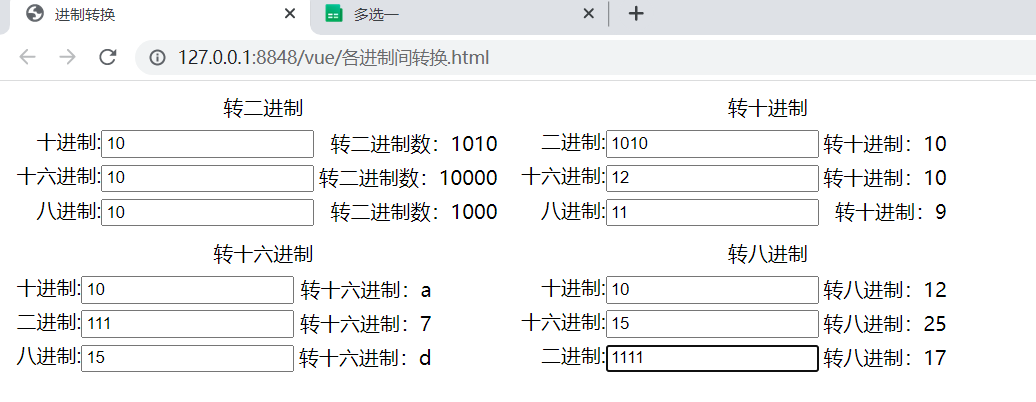 进制转换
多选一
127.0.0.1:8848/vue/各进制间转换.html
转二进制
十进制:10 转二进制数：1010
十六进制:10 转二进制数：10000
八进制:10 转二进制数：1000
转十进制
二进制:1010 转十进制：10
十六进制:12 转十进制：10
八进制:11 转十进制：9
转十六进制
十进制:10 转十六进制：a
二进制:111 转十六进制：7
八进制:15 转十六进制：d
转八进制
十进制:10 转八进制：12
十六进制:15 转八进制：25
二进制:1111 转八进制：17